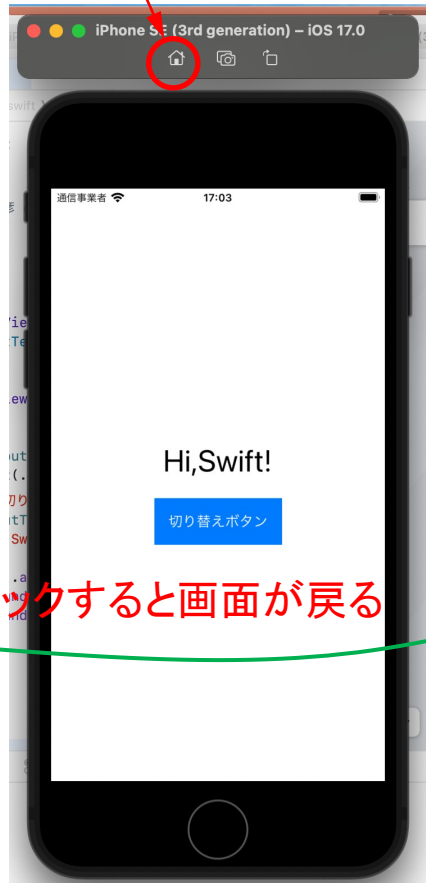 iPhone SE (3rd generation) – iOS 17.0
swift
通信事業者
17:03
Hi,Swift!
切り替えボタン
ックすると画面が戻る